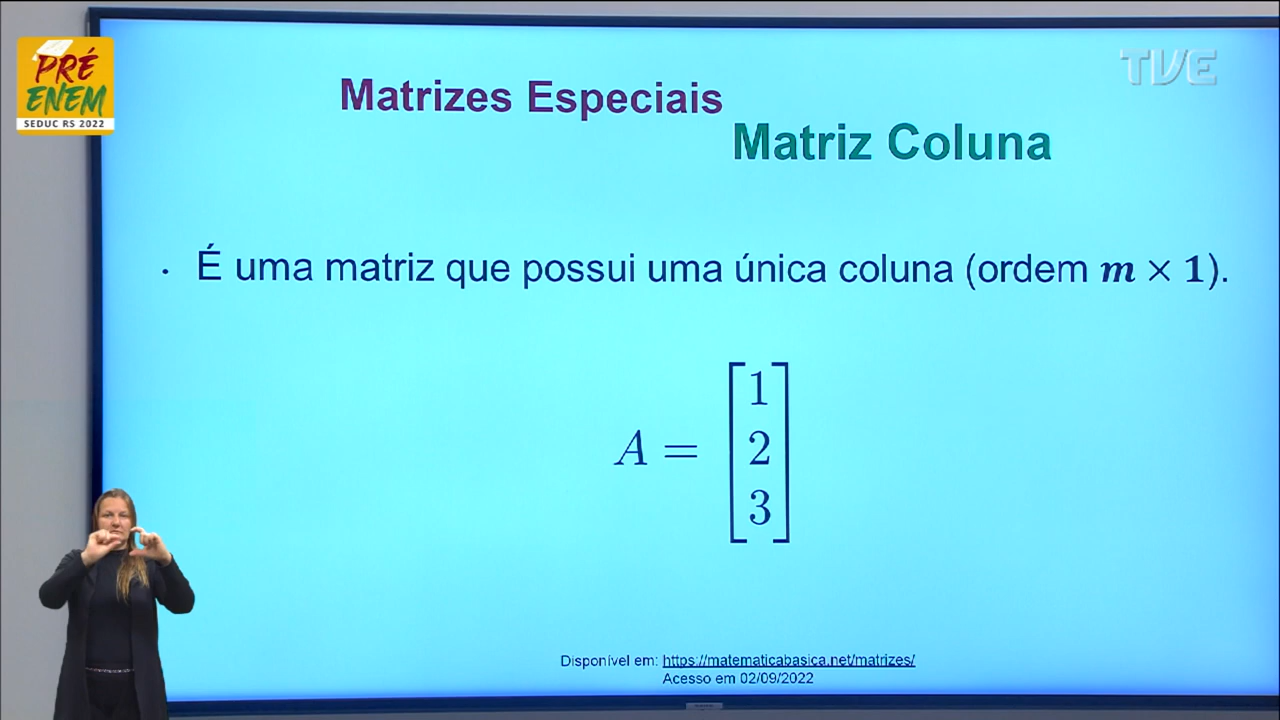 PRÉ
ENEM
SEDUC RS 2022
TVE
Matrizes Especiais
Matriz Coluna
• É uma matriz que possui uma única coluna (ordem m × 1).
A = [1
2
3]
Disponível em: https://matematicabasica.net/matrizes/
Acesso em 02/09/2022